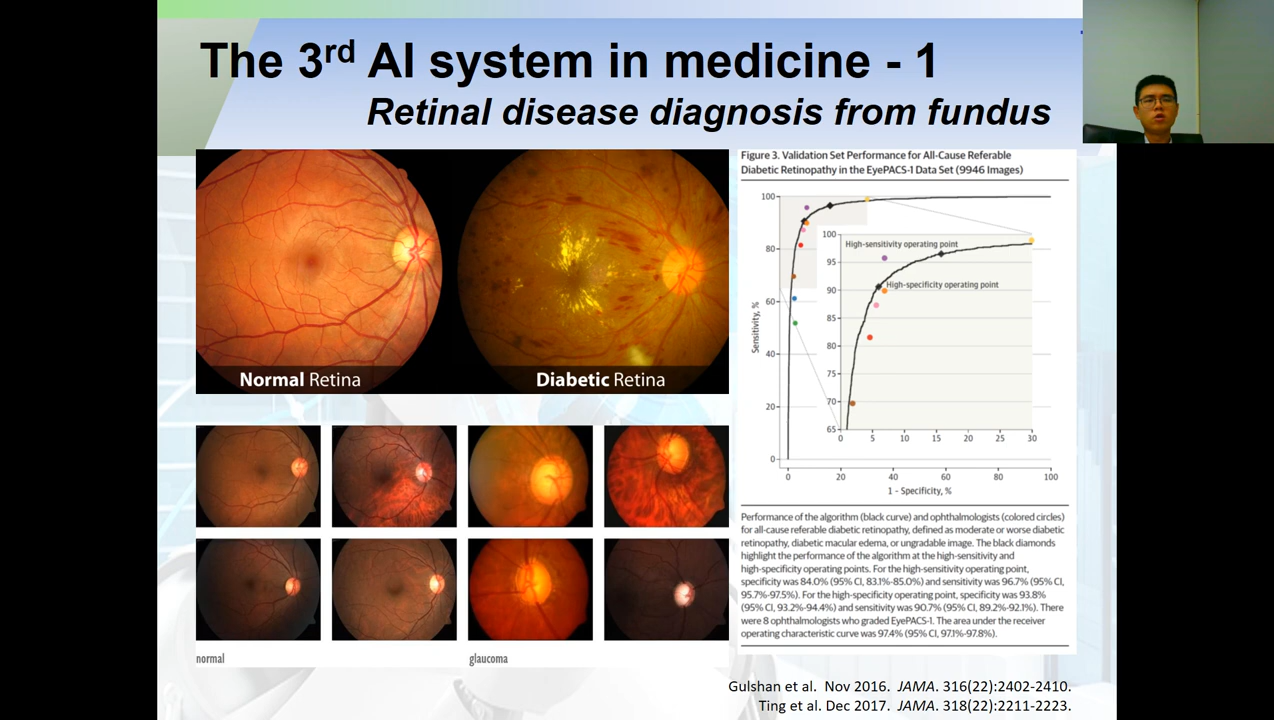 The 3rd AI system in medicine - 1
Retinal disease diagnosis from fundus
Normal Retina
Diabetic Retina
normal
glaucoma
Figure 3. Validation Set Performance for All-Cause Referable
Diabetic Retinopathy in the EyePACS-1 Data Set (9946 Images)
100
80
60
40
20
0
Sensitivity, %
0
20
40
60
80
100
1 - Specificity, %
100
95
90
85
80
75
70
65
0
5
10
15
20
25
30
High-sensitivity operating point
High-specificity operating point
Performance of the algorithm (black curve) and ophthalmologists (colored circles)
for all-cause referable diabetic retinopathy, defined as moderate or worse diabetic
retinopathy, diabetic macular edema, or ungradable image. The black diamonds
highlight the performance of the algorithm at the high-sensitivity and
high-specificity operating points. For the high-sensitivity operating point,
specificity was 84.0% (95% CI, 83.1%-85.0%) and sensitivity was 96.7% (95% CI,
95.7%-97.5%). For the high-specificity operating point, specificity was 93.8%
(95% CI, 93.2%-94.4%) and sensitivity was 90.7% (95% CI, 89.2%-92.1%). There
were 8 ophthalmologists who graded EyePACS-1. The area under the receiver
operating characteristic curve was 97.4% (95% CI, 97.1%-97.8%).
Gulshan et al. Nov 2016. JAMA. 316(22):2402-2410.
Ting et al. Dec 2017. JAMA. 318(22):2211-2223.